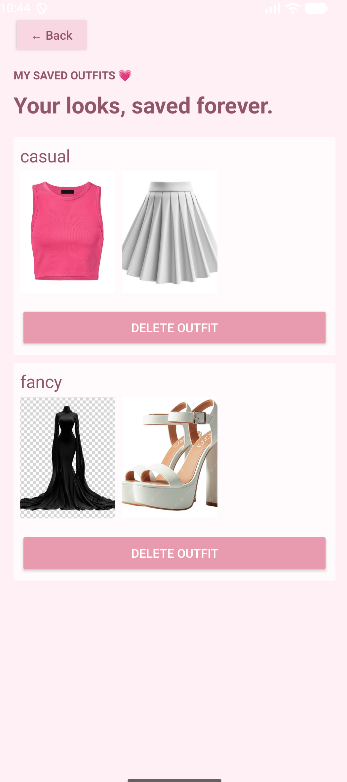 10:44
← Back
MY SAVED OUTFITS 💗
Your looks, saved forever.
casual
DELETE OUTFIT
fancy
DELETE OUTFIT